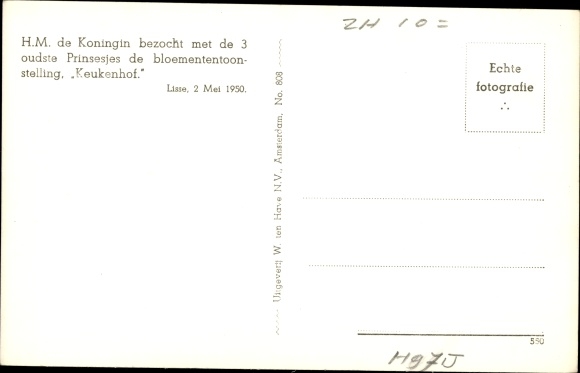 ZH 10=
H.M. de Koningin bezocht met de 3
oudste Prinsesjes de bloemententoon-
stelling, „Keukenhof."
Lisse, 2 Mei 1950.
Uitgeverij W. ten Have N.V., Amsterdam, No. 808
Echte
fotografie
550